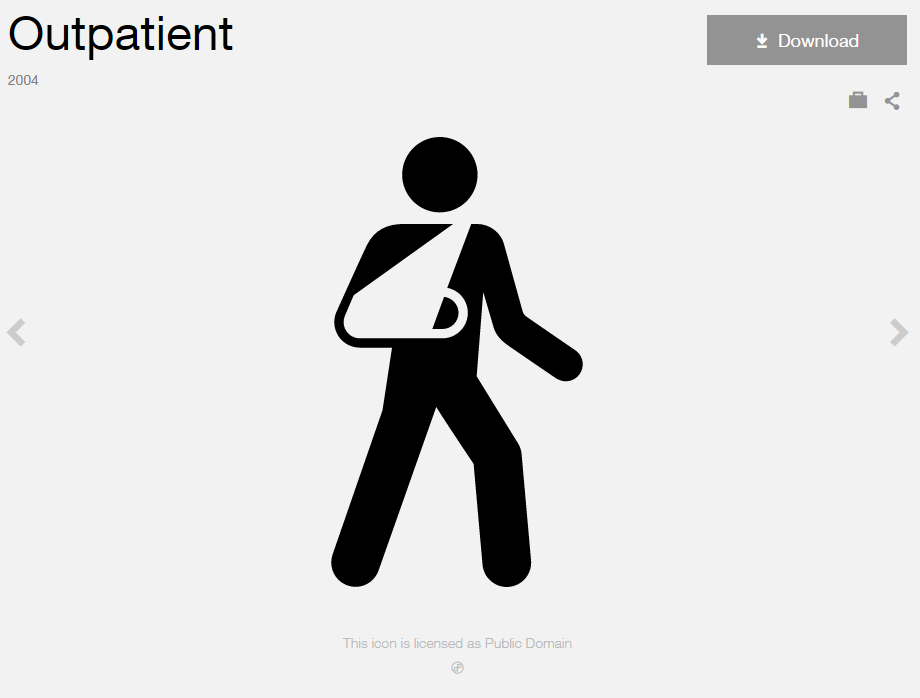 Outpatient
Download
2004
This icon is licensed as Public Domain